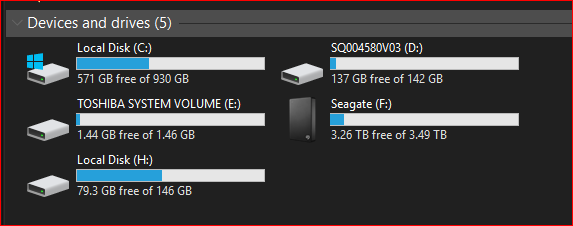 Devices and drives (5)
Local Disk (C:)
571 GB free of 930 GB
SQ004580V03 (D:)
137 GB free of 142 GB
TOSHIBA SYSTEM VOLUME (E:)
1.44 GB free of 1.46 GB
Seagate (F:)
3.26 TB free of 3.49 TB
Local Disk (H:)
79.3 GB free of 146 GB